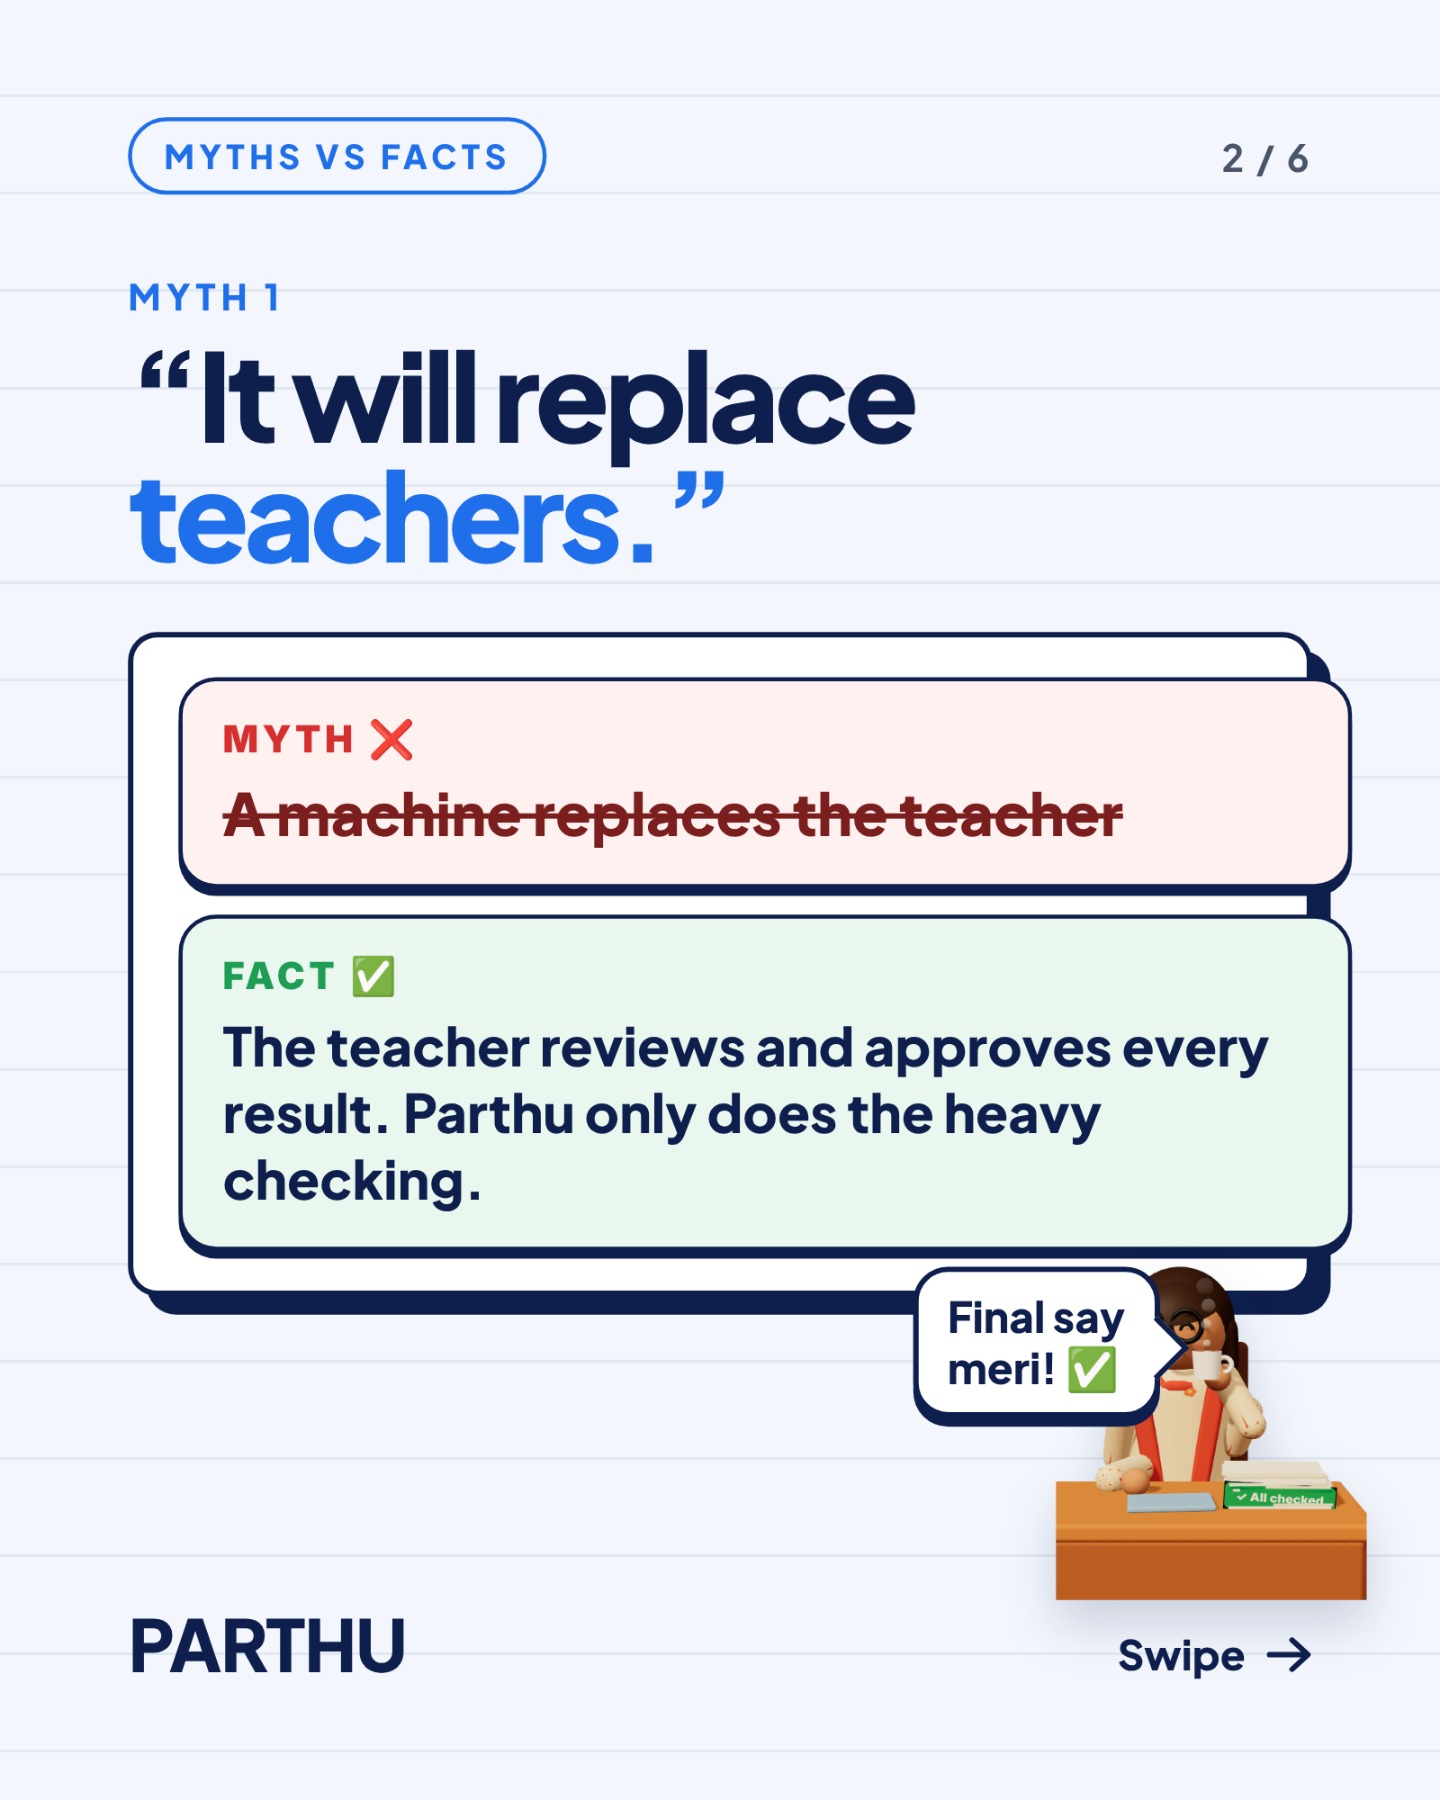 MYTHS VS FACTS
2 / 6
MYTH 1
“It will replace
teachers.”
MYTH ❌
A machine replaces the teacher
FACT ✅
The teacher reviews and approves every
result. Parthu only does the heavy
checking.
Final say
meri! ✅
✓ All checked
PARTHU
Swipe →